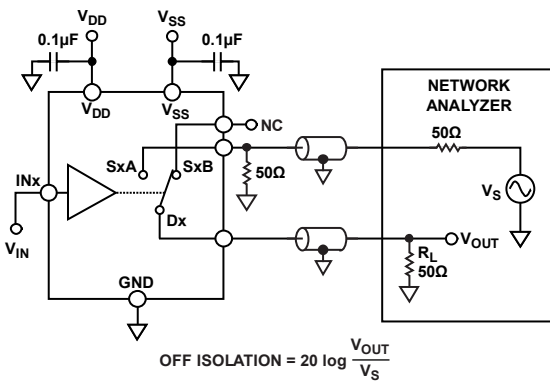 VDD
VSS
0.1µF
0.1µF
VDD
VSS
NC
NETWORK
ANALYZER
50Ω
SxA
SxB
50Ω
INx
VS
Dx
VIN
VOUT
RL
50Ω
GND
OFF ISOLATION = 20 log VOUT
VS